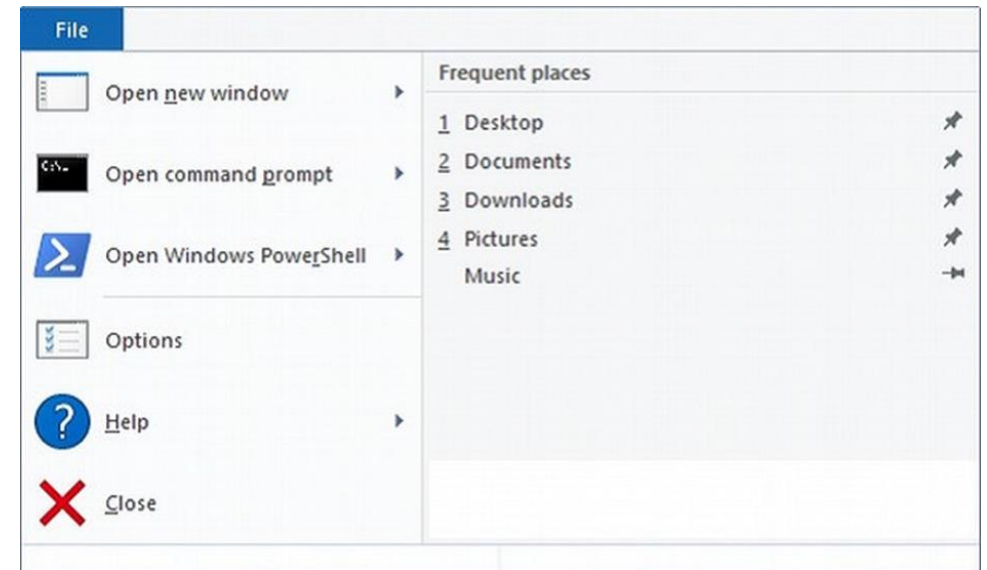 File
Open new window
Open command prompt
Open Windows PowerShell
Options
Help
Close
Frequent places
1 Desktop
2 Documents
3 Downloads
4 Pictures
Music
C:\_